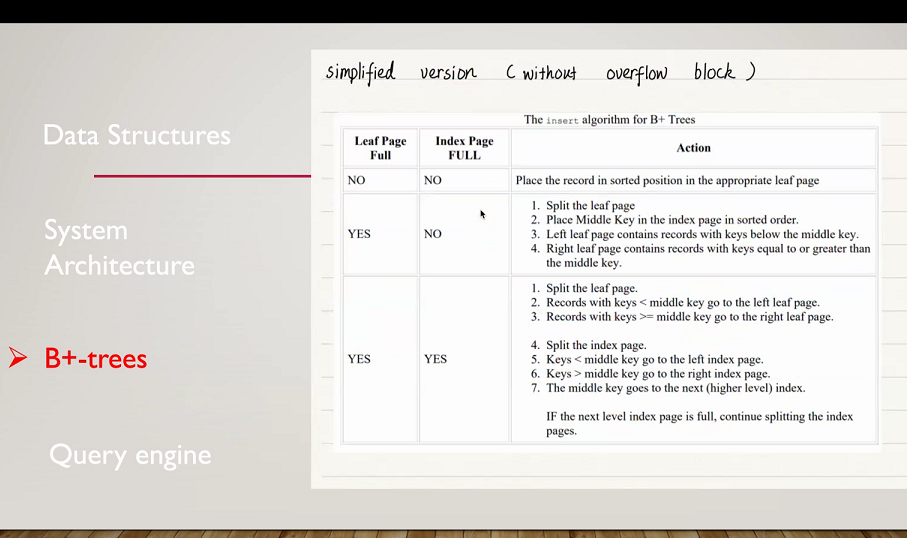 simplified version ( without overflow block )
Data Structures
System
Architecture
B+-trees
Query engine
The insert algorithm for B+ Trees
Leaf Page
Full
Index Page
FULL
Action
NO
NO
Place the record in sorted position in the appropriate leaf page
YES
NO
1. Split the leaf page
2. Place Middle Key in the index page in sorted order.
3. Left leaf page contains records with keys below the middle key.
4. Right leaf page contains records with keys equal to or greater than
the middle key.
YES
YES
1. Split the leaf page.
2. Records with keys < middle key go to the left leaf page.
3. Records with keys >= middle key go to the right leaf page.
4. Split the index page.
5. Keys < middle key go to the left index page.
6. Keys > middle key go to the right index page.
7. The middle key goes to the next (higher level) index.
IF the next level index page is full, continue splitting the index
pages.